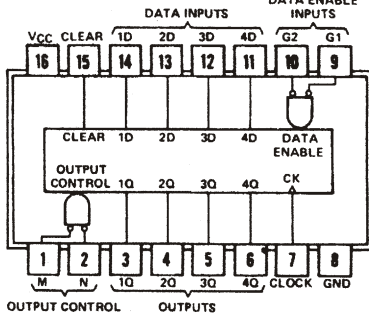 DATA INPUTS DATA ENABLE INPUTS
VCC CLEAR 1D 2D 3D 4D G2 G1
16 15 14 13 12 11 10 9
CLEAR 1D 2D 3D 4D DATA ENABLE
OUTPUT CONTROL 1Q 2Q 3Q 4Q CK
1 2 3 4 5 6 7 8
M N 1Q 2Q 3Q 4Q CLOCK GND
OUTPUT CONTROL OUTPUTS